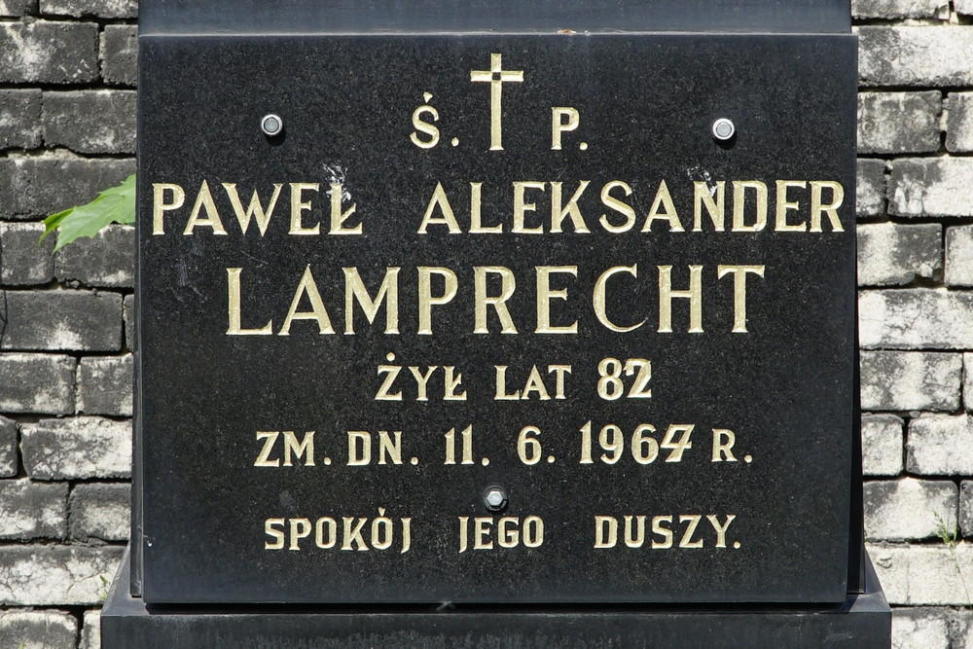 Ś. P.
PAWEŁ ALEKSANDER
LAMPRECHT
ŻYŁ LAT 82
ZM. DN. 11. 6. 1964 R.
SPOKÓJ JEGO DUSZY.